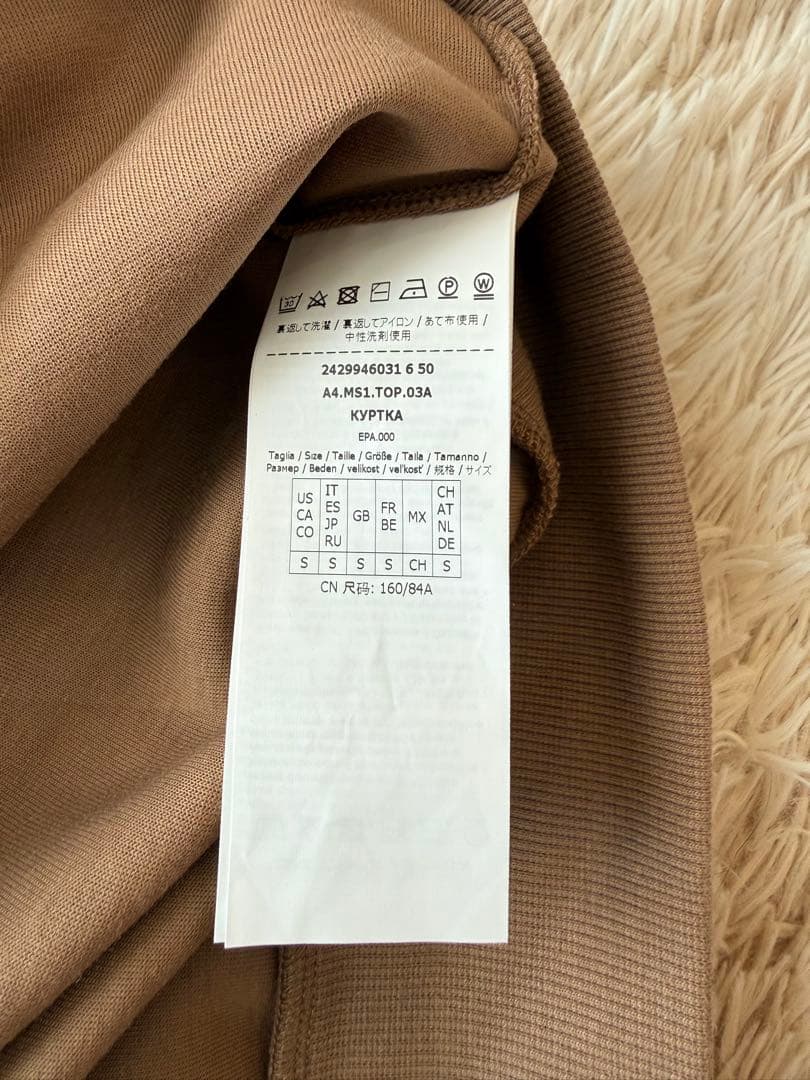 30 P W
裏返して洗濯 / 裏返してアイロン / あて布使用 /
中性洗剤使用
2429946031 6 50
A4.MS1.TOP.03A
КУРТКА
EPA.000
Taglia / Size / Taille / Größe / Talla / Tamanno /
Размер / Beden / velikost / veľkosť / 规格 / サイズ
US CA CO | IT ES JP RU | GB | FR BE | MX | CH AT NL DE
S | S | S | S | CH | S
CN 尺码: 160/84A